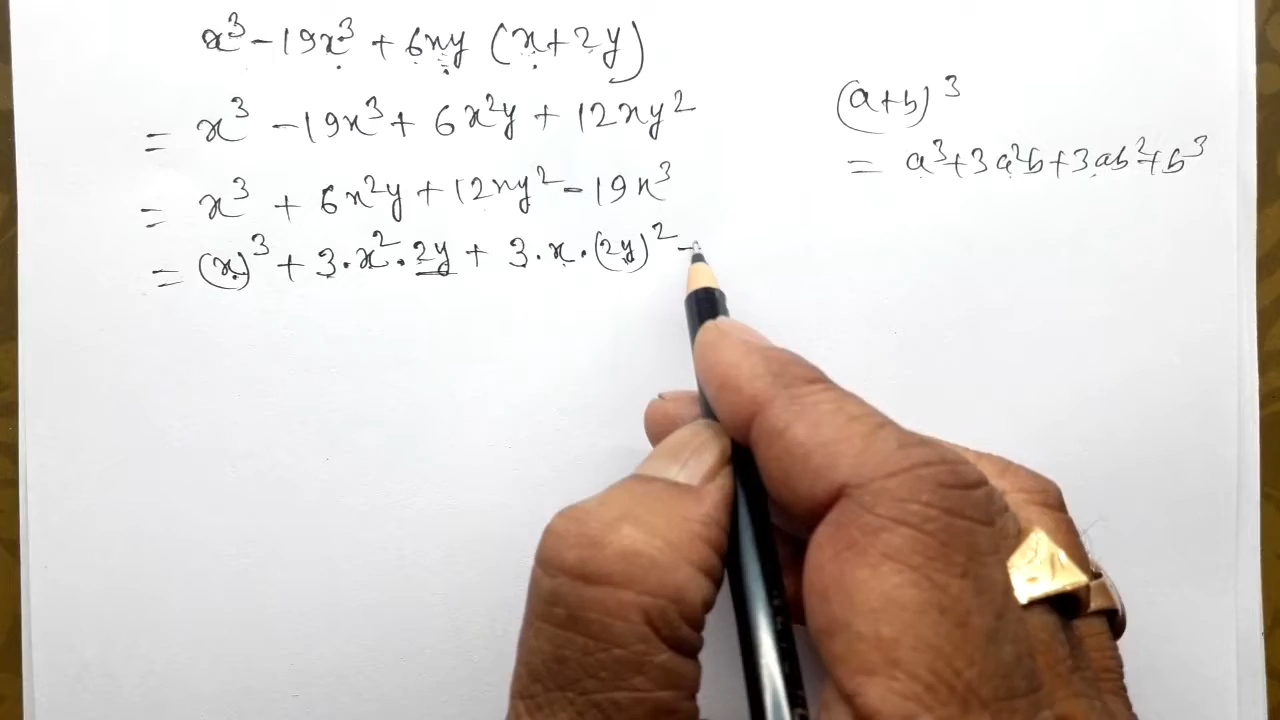 x³ - 19x³ + 6xy (x + 2y)
= x³ - 19x³ + 6x²y + 12xy²
= x³ + 6x²y + 12xy² - 19x³
= (x)³ + 3·x²·2y + 3·x·(2y)² -
(a+b)³
= a³+3a²b+3ab²+b³